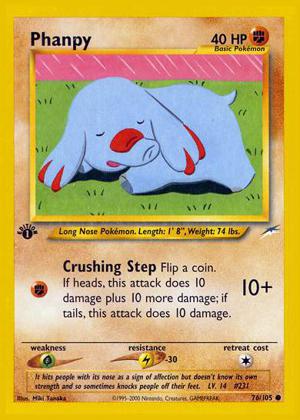 Phanpy
40 HP
Basic Pokémon
Long Nose Pokémon. Length: 1' 8", Weight: 74 lbs.
EDITION
1
Crushing Step Flip a coin.
If heads, this attack does 10
damage plus 10 more damage; if
tails, this attack does 10 damage.
10+
weakness
resistance
retreat cost
-30
It hits people with its nose as a sign of affection but doesn't know its own
strength and so sometimes knocks people off their feet. LV. 14 #231
Illus. Miki Tanaka
©1995-2000 Nintendo, Creatures, GAMEFREAK.
76/105